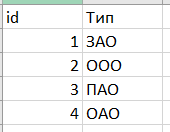 id Тип
1 ЗАО
2 ООО
3 ПАО
4 ОАО